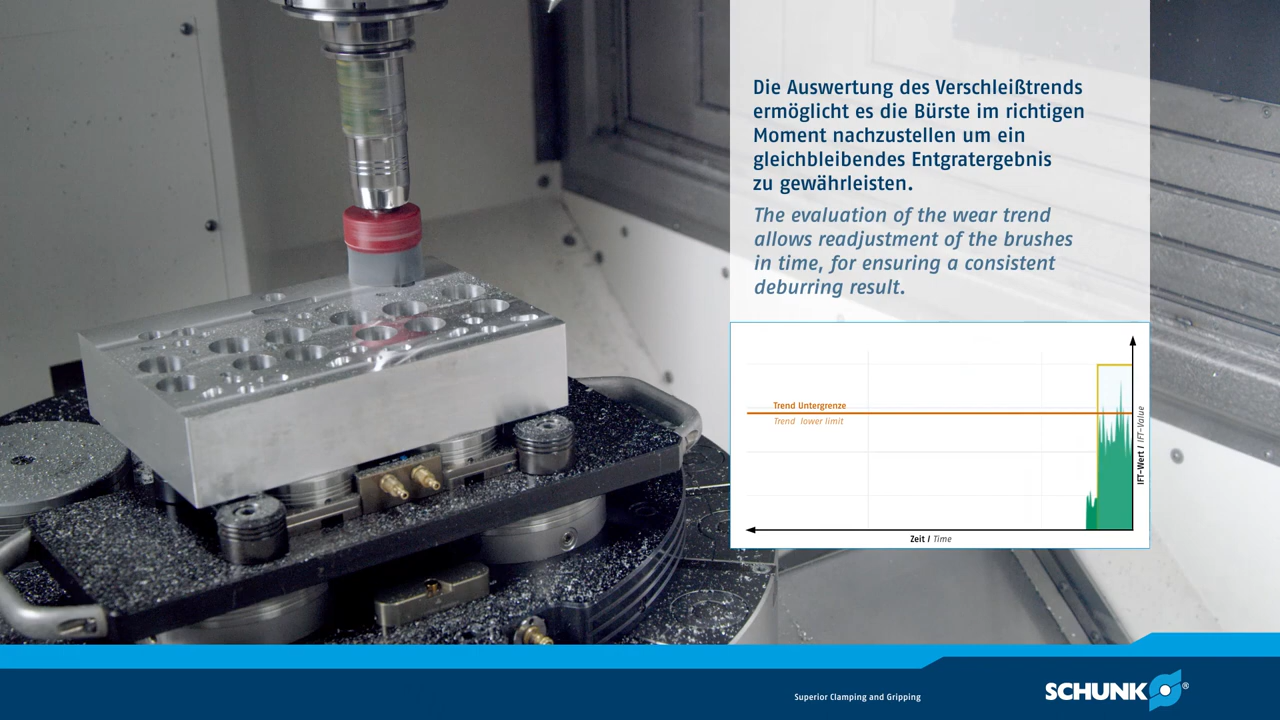 Die Auswertung des Verschleißtrends
ermöglicht es die Bürste im richtigen
Moment nachzustellen um ein
gleichbleibendes Entgratergebnis
zu gewährleisten.
The evaluation of the wear trend
allows readjustment of the brushes
in time, for ensuring a consistent
deburring result.
Trend Untergrenze
Trend lower limit
IFT-Wert / IFT-Value
Zeit / Time
Superior Clamping and Gripping
SCHUNK ®